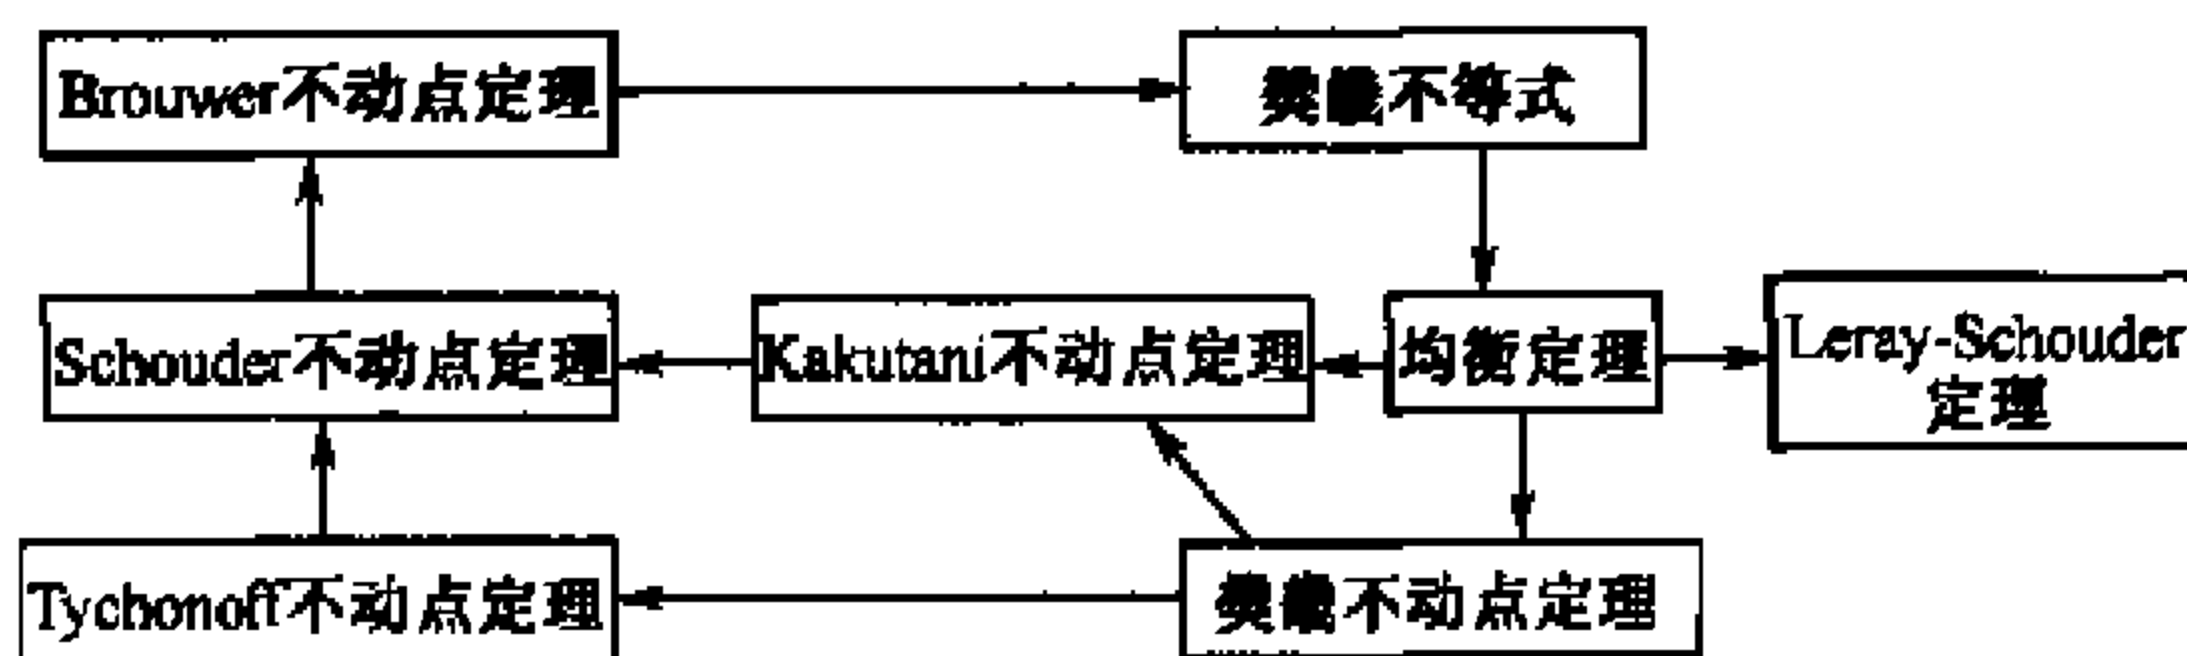 Brouwer不动点定理
樊畿不等式
Schouder不动点定理
Kakutani不动点定理
均衡定理
Leray-Schouder
定理
Tychonoff不动点定理
樊畿不动点定理